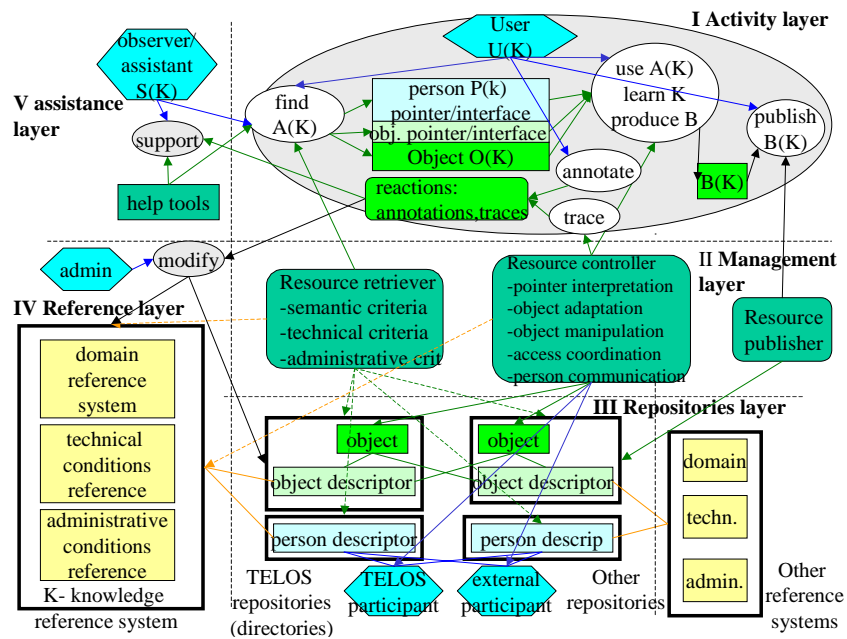 observer/
assistant
S(K)
V assistance
layer
support
help tools
User
U(K)
I Activity layer
find
A(K)
person P(k)
pointer/interface
obj. pointer/interface
Object O(K)
use A(K)
learn K
produce B
publish
B(K)
annotate
B(K)
reactions:
annotations,traces
trace
admin
modify
II Management
layer
Resource retriever
-semantic criteria
-technical criteria
-administrative crit
Resource controller
-pointer interpretation
-object adaptation
-object manipulation
-access coordination
-person communication
Resource
publisher
IV Reference layer
domain
reference
system
technical
conditions
reference
administrative
conditions
reference
K- knowledge
reference system
III Repositories layer
object
object descriptor
person descriptor
object
object descriptor
person descrip
TELOS
repositories
(directories)
TELOS
participant
external
participant
Other
repositories
domain
techn.
admin.
Other
reference
systems